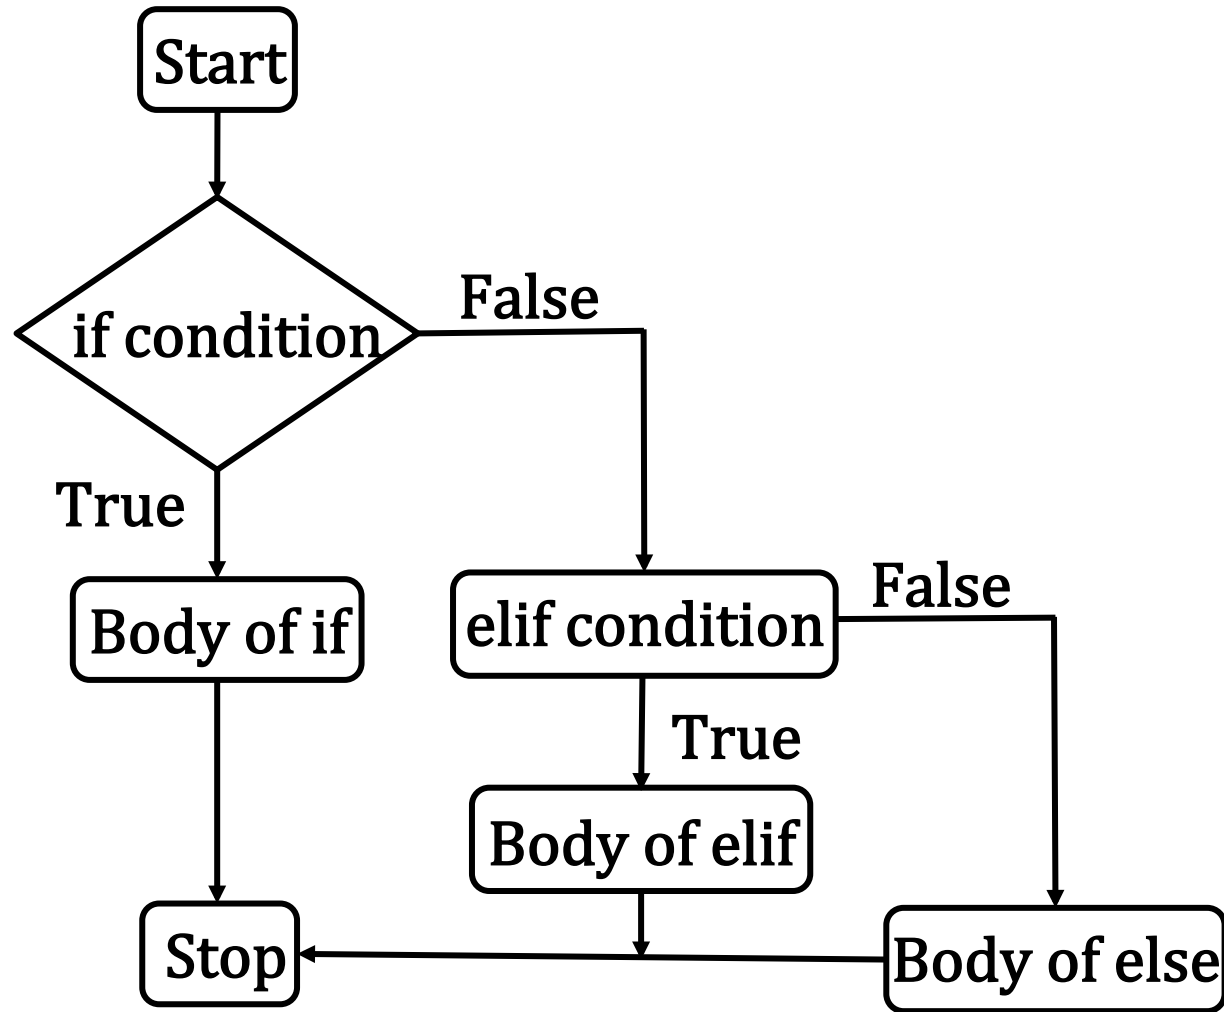 Start
if condition
False
True
Body of if
elif condition
False
True
Body of elif
Stop
Body of else